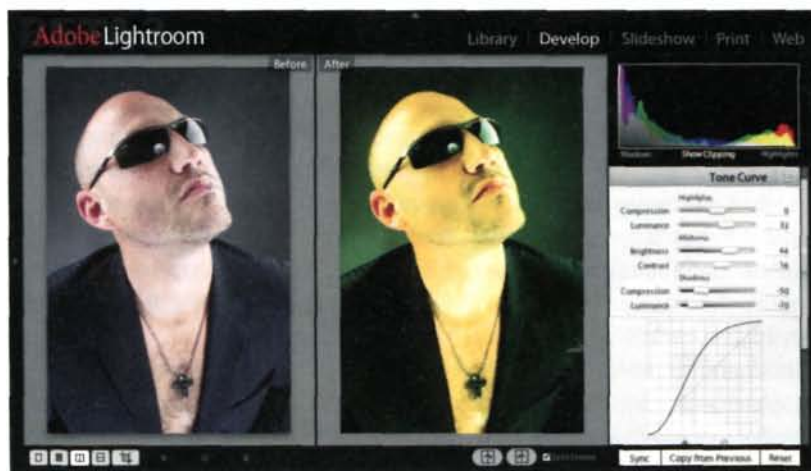 Adobe Lightroom
Library Develop Slideshow Print Web
Before After
Show Clipping
Tone Curve
Highlights
Compression
Luminance
Midtones
Brightness
Contrast
Shadows
Compression
Luminance
Sync Copy from Previous Reset